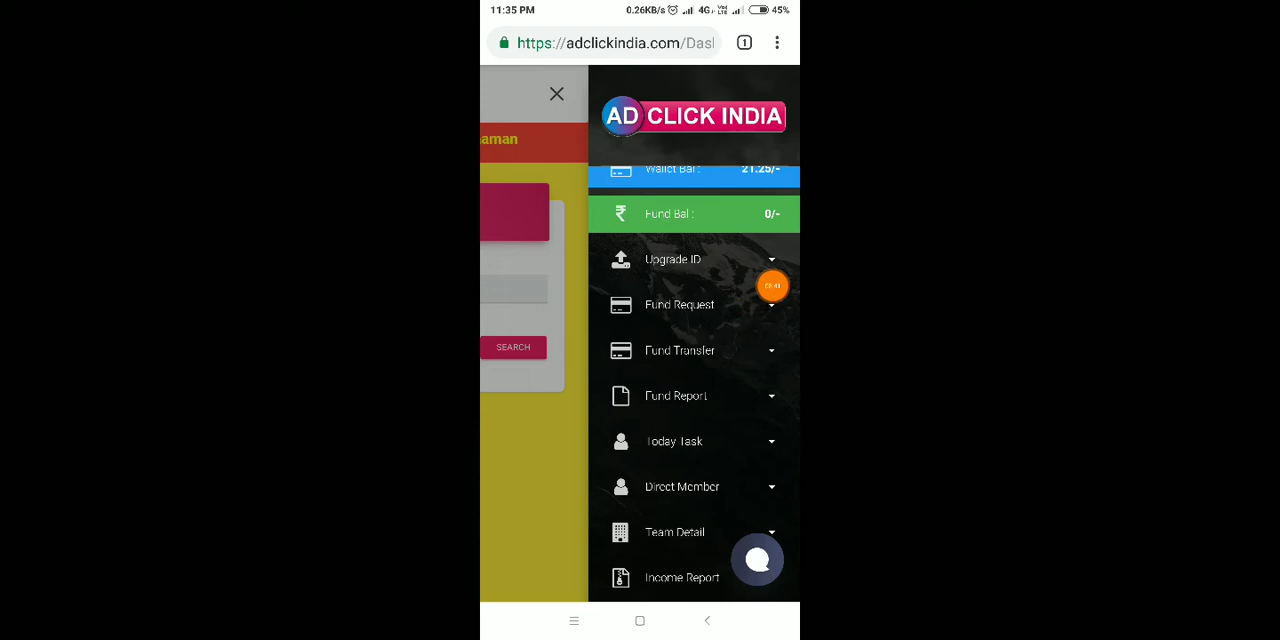 11:35 PM
0.26KB/s
4G
VoLTE
45%
https://adclickindia.com/Dasl
1
aman
AD CLICK INDIA
Wallet Bal : 21.25/-
Fund Bal : 0/-
Upgrade ID
Fund Request
SEARCH
Fund Transfer
Fund Report
Today Task
Direct Member
Team Detail
Income Report